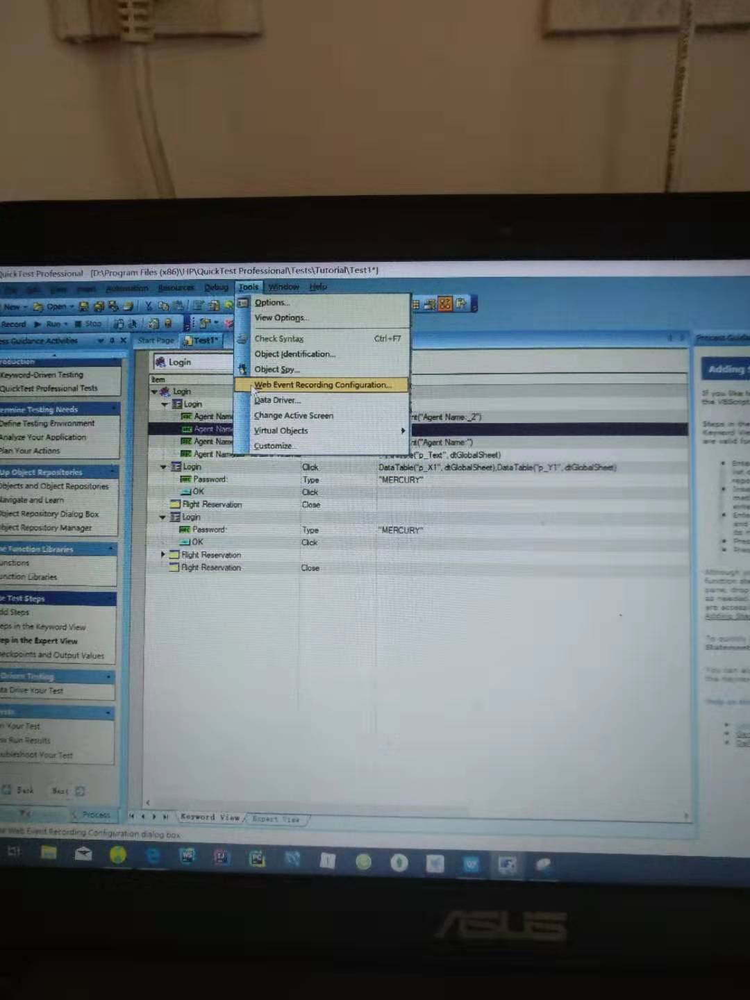 QuickTest Professional - [D:\Program Files (x86)\HP\QuickTest Professional\Tests\Tutorial\Test1*]
Automation Resources Debug Tools Window Help
New Open
Record Run Stop
ess Guidance Activities
Start Page Test1*
Options...
View Options...
Check Syntax Ctrl+F7
Object Identification...
Object Spy...
Web Event Recording Configuration...
Data Driver...
Change Active Screen
Virtual Objects
Customize...
roduction
Keyword-Driven Testing
QuickTest Professional Tests
ermine Testing Needs
Define Testing Environment
Analyze Your Application
Plan Your Actions
Up Object Repositories
Objects and Object Repositories
Navigate and Learn
Object Repository Dialog Box
Object Repository Manager
e Function Libraries
unctions
unction Libraries
e Test Steps
dd Steps
eps in the Keyword View
ep in the Expert View
heckpoints and Output Values
Driven Testing
ta Drive Your Test
n Your Test
w Run Results
oubleshoot Your Test
Back Next
Process
Login
Item
Login
Login
Agent Name nt("Agent Name:_2")
Agent Nam
Agent Nam nt("Agent Name:")
Agent Nam ("p_Text", dtGlobalSheet)
Login Click DataTable("p_X1", dtGlobalSheet),DataTable("p_Y1", dtGlobalSheet)
Password: Type "MERCURY"
OK Click
Flight Reservation Close
Login
Password: Type "MERCURY"
OK Click
Flight Reservation
Flight Reservation Close
Keyword View Expert View
e Web Event Recording Configuration dialog box
Process Guida
Adding S
If you like t
the VBScript
Steps in the
Keyword Vie
are valid fo
ASUS